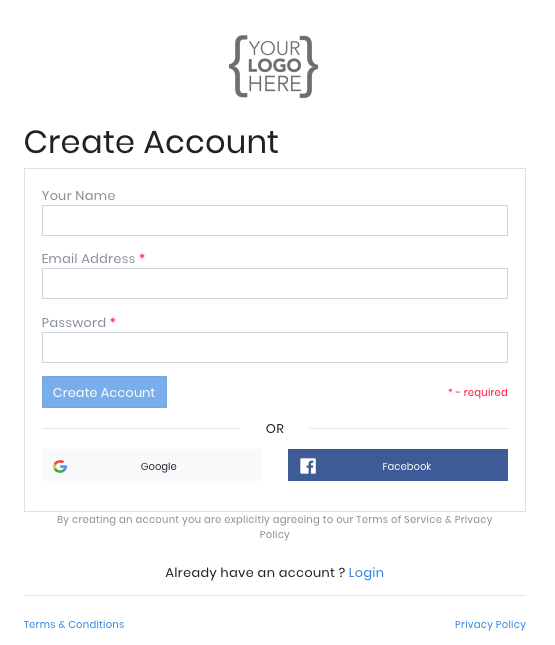 {YOUR
LOGO
HERE}
Create Account
Your Name
Email Address *
Password *
Create Account
* - required
OR
Google
Facebook
By creating an account you are explicitly agreeing to our Terms of Service & Privacy
Policy
Already have an account ? Login
Terms & Conditions
Privacy Policy